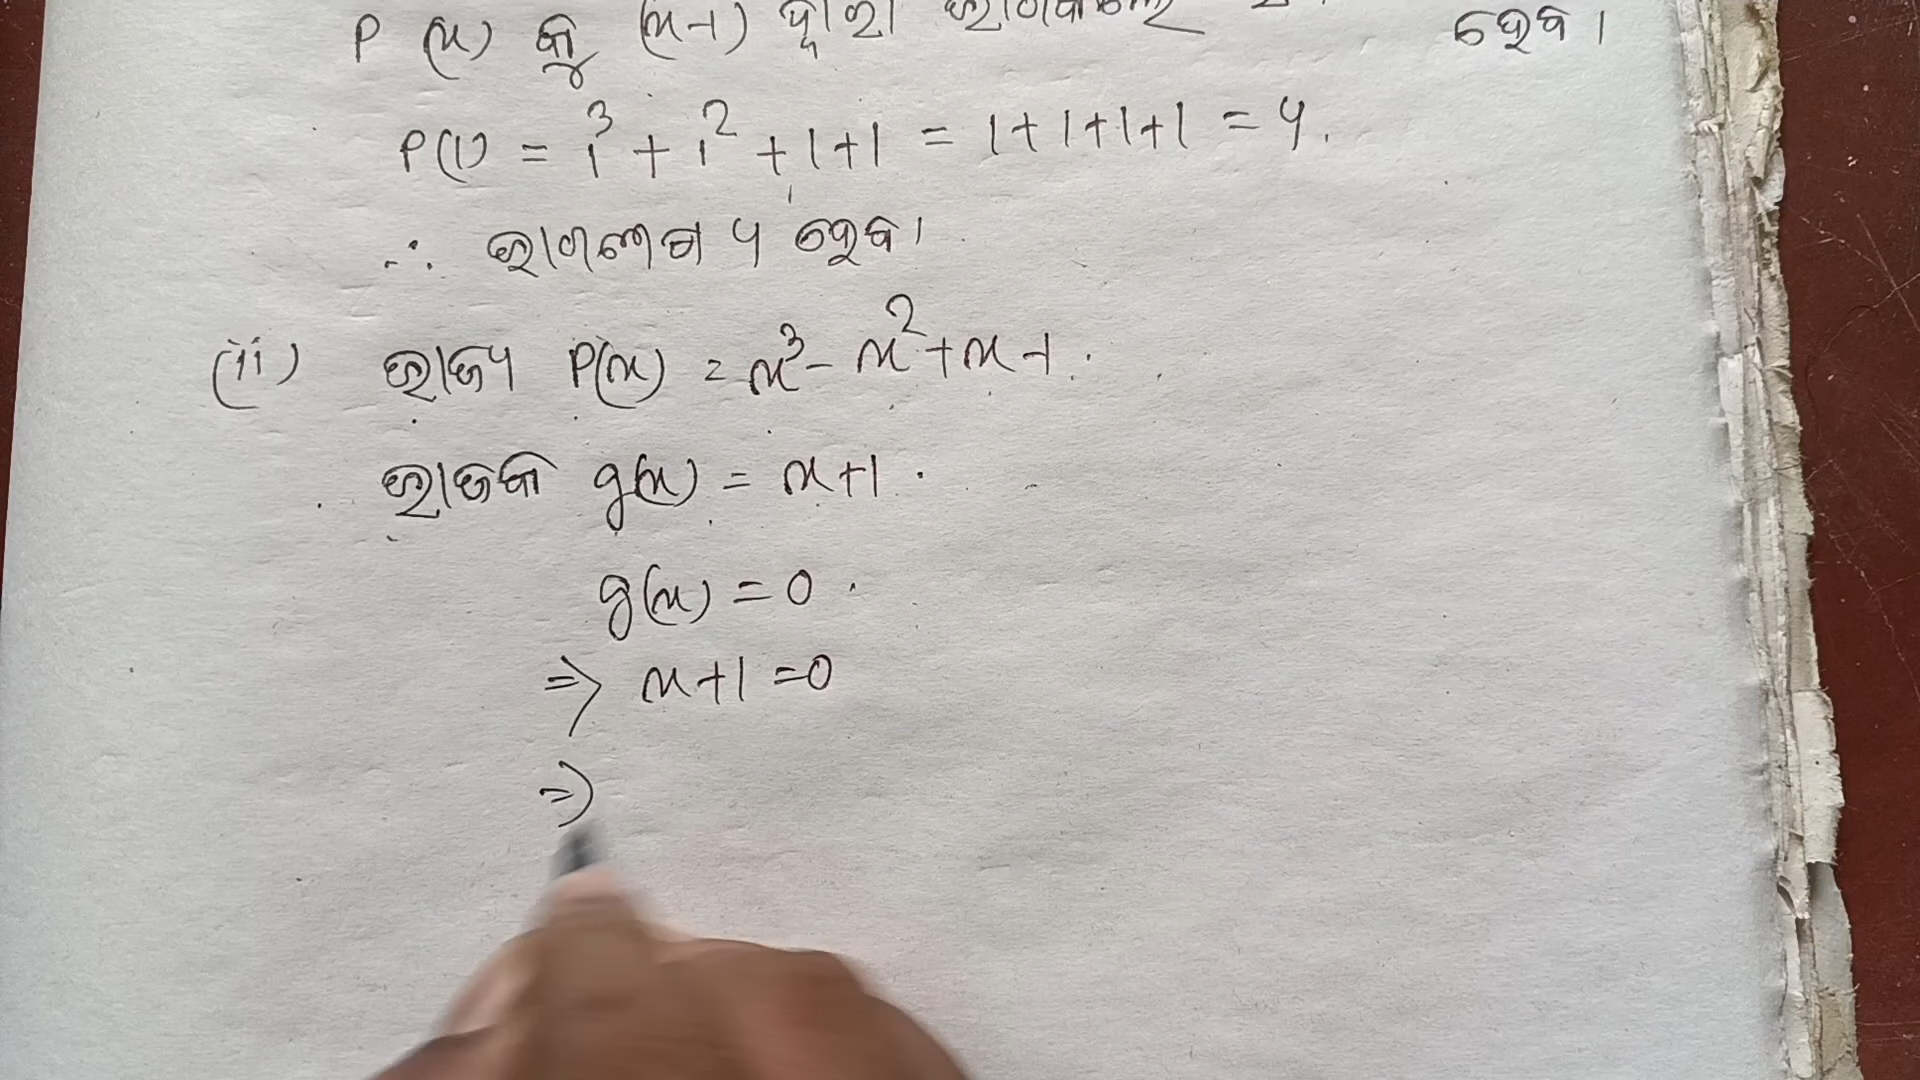 P(x) କୁ (x-1) ଦ୍ୱାରା ହେବ ।
P(1) = 1³ + 1² + 1+1 = 1+1+1+1 = 4.
∴ ଭାଗଶେଷ 4 ହେବ ।
(ii) ଭାଜ୍ୟ P(x) = x³ - x² + x - 1.
ଭାଜକ g(x) = x+1.
g(x) = 0.
⇒ x+1 = 0
⇒